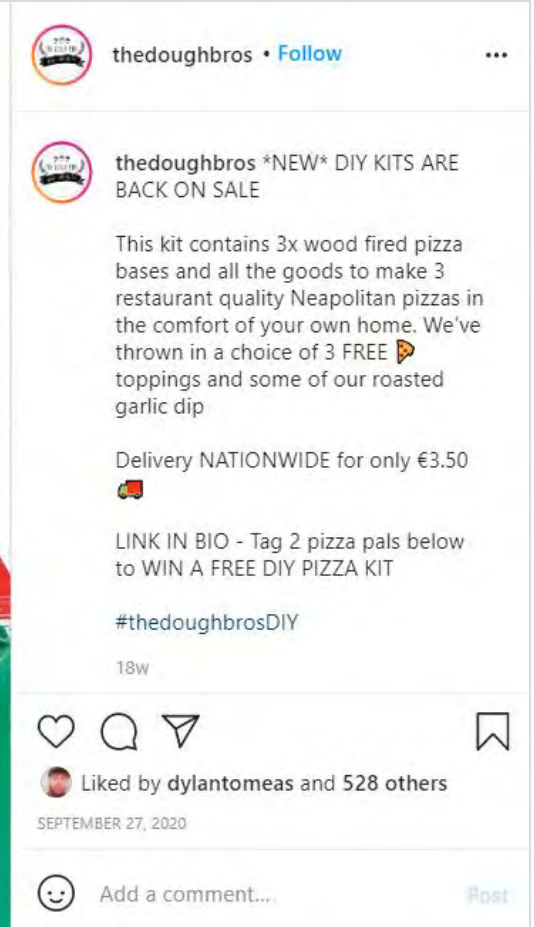 thedoughbros • Follow
thedoughbros *NEW* DIY KITS ARE
BACK ON SALE
This kit contains 3x wood fired pizza
bases and all the goods to make 3
restaurant quality Neapolitan pizzas in
the comfort of your own home. We've
thrown in a choice of 3 FREE 🍕
toppings and some of our roasted
garlic dip
Delivery NATIONWIDE for only €3.50
🚚
LINK IN BIO - Tag 2 pizza pals below
to WIN A FREE DIY PIZZA KIT
#thedoughbrosDIY
18w
Liked by dylantomeas and 528 others
SEPTEMBER 27, 2020
Add a comment...
Post